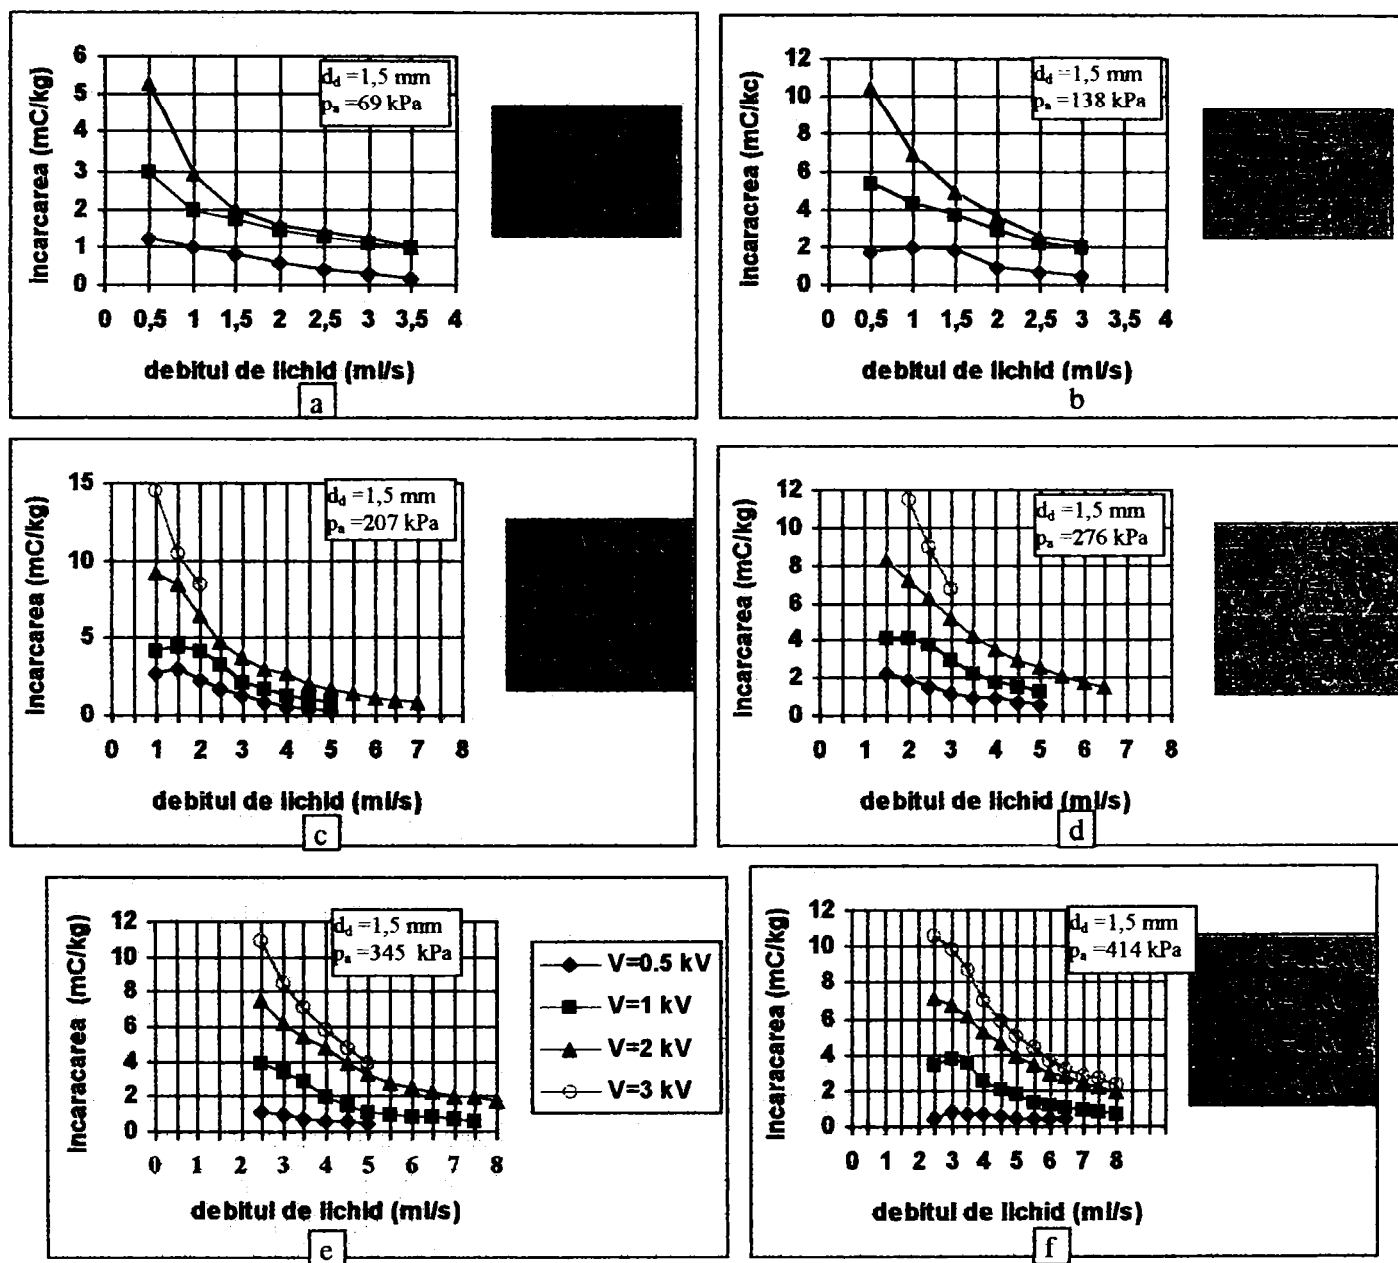 incarcarea (mC/kg)
6
5
4
3
2
1
0
d_d =1,5 mm
p_a =69 kPa
0 0,5 1 1,5 2 2,5 3 3,5 4
debitul de lichid (ml/s)
a
incaracrea (mC/kc)
12
10
8
6
4
2
0
d_d =1,5 mm
p_a =138 kPa
0 0,5 1 1,5 2 2,5 3 3,5 4
debitul de lichid (ml/s)
b
incarcarea (mC/kg)
15
10
5
0
d_d =1,5 mm
p_a =207 kPa
0 1 2 3 4 5 6 7 8
debitul de lichid (ml/s)
c
incarcarea (mC/kg)
12
10
8
6
4
2
0
d_d =1,5 mm
p_a =276 kPa
0 1 2 3 4 5 6 7 8
debitul de lichid (ml/s)
d
incaracarea (mC/kg)
12
10
8
6
4
2
0
d_d =1,5 mm
p_a =345 kPa
0 1 2 3 4 5 6 7 8
debitul de lichid (ml/s)
e
V=0.5 kV
V=1 kV
V=2 kV
V=3 kV
incaracarea (mC/kg)
12
10
8
6
4
2
0
d_d =1,5 mm
p_a =414 kPa
0 1 2 3 4 5 6 7 8
debitul de lichid (ml/s)
f